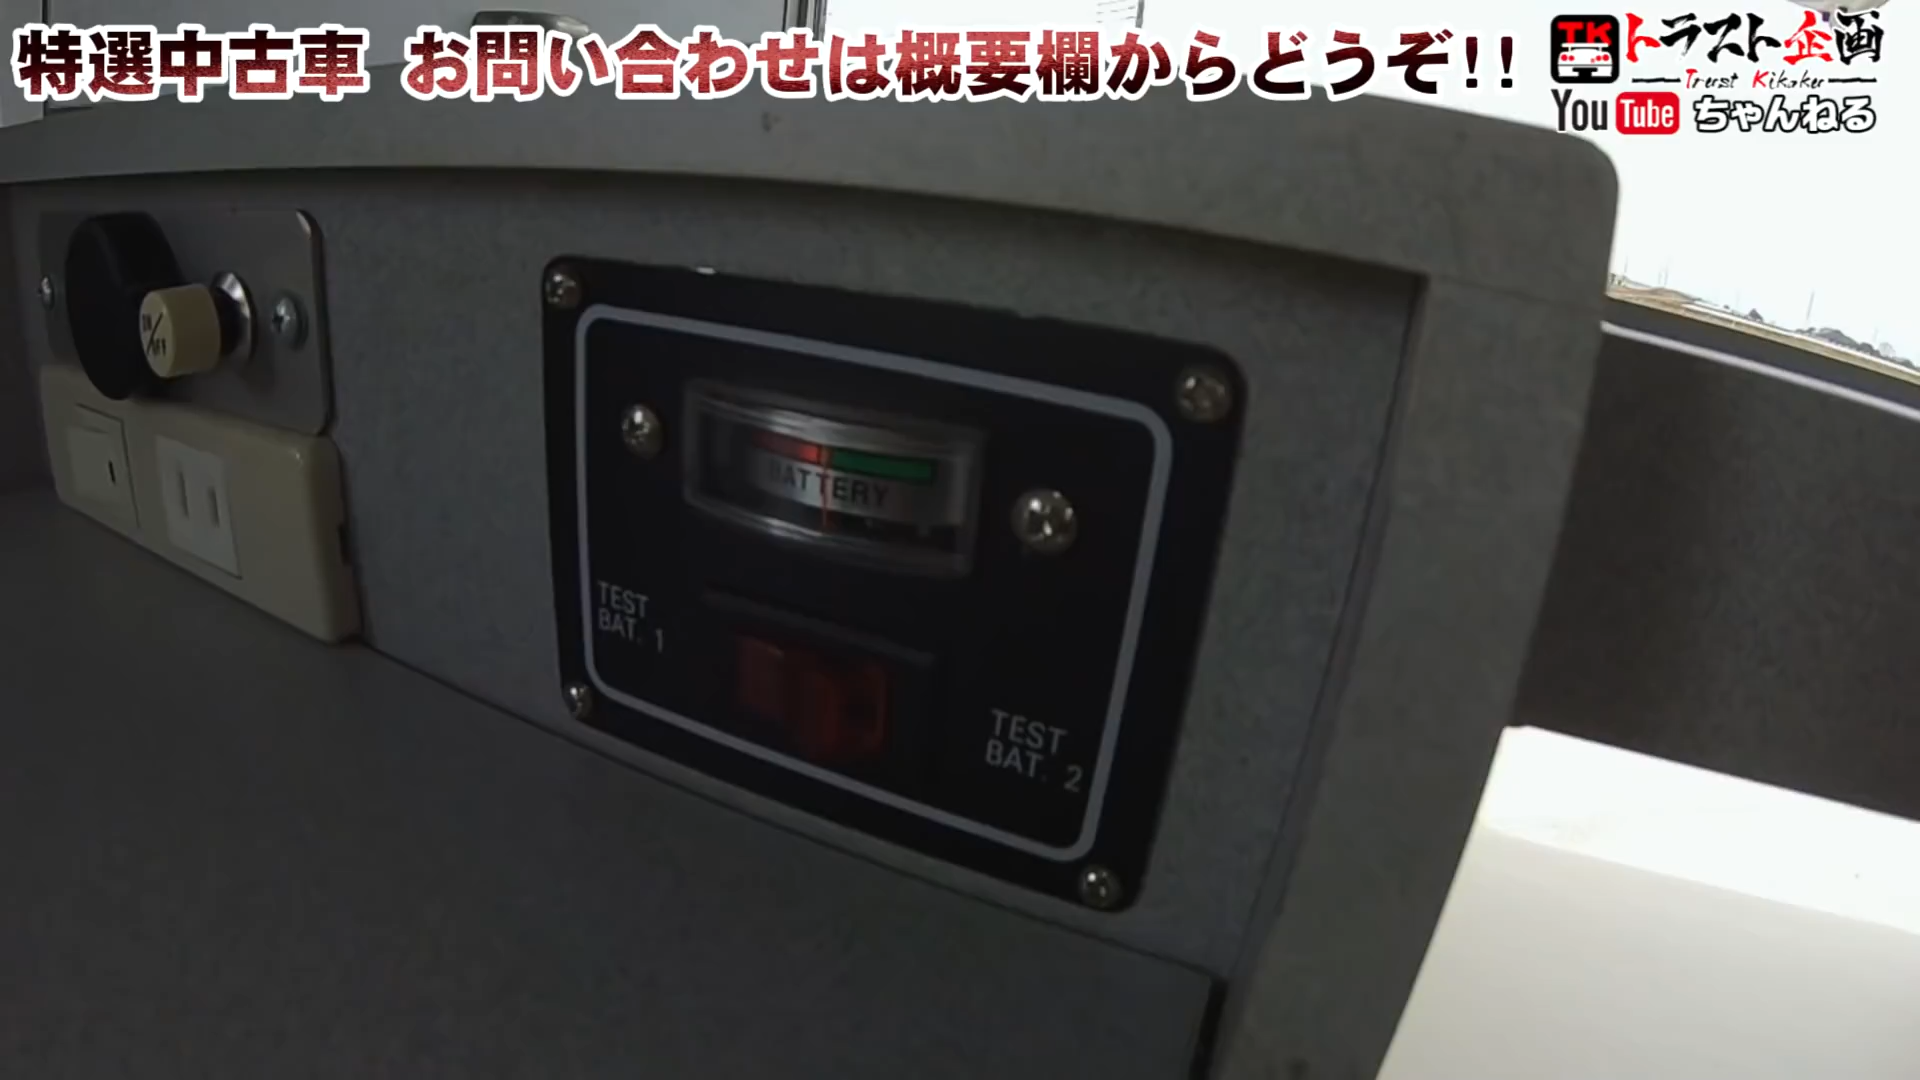 特選中古車 お問い合わせは概要欄からどうぞ!!
TK トラスト企画
Trust Kikaku
YouTube ちゃんねる
ON/OFF
BATTERY
TEST
BAT. 1
TEST
BAT. 2